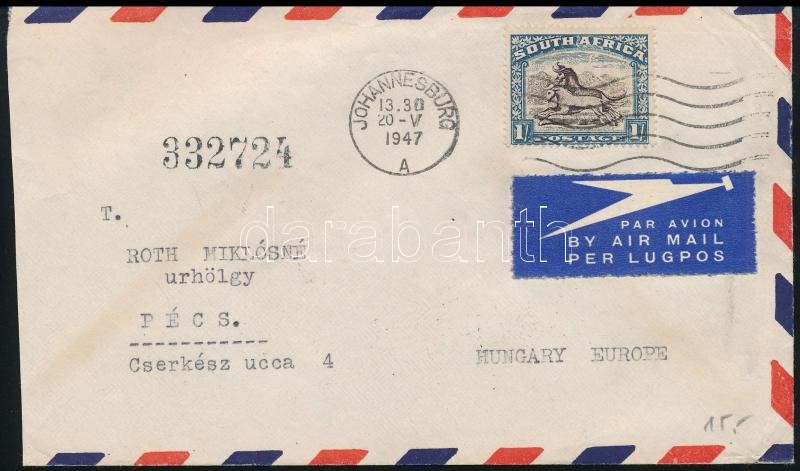 SOUTH AFRICA
1/- 1/-
POSTAGE
JOHANNESBURG
13.30
20-V
1947
A
332724
PAR AVION
BY AIR MAIL
PER LUGPOS
T.
darabanth
ROTH MIKLÓSNÉ
urhölgy
PÉCS.
Cserkész ucca 4
HUNGARY EUROPE
15,-